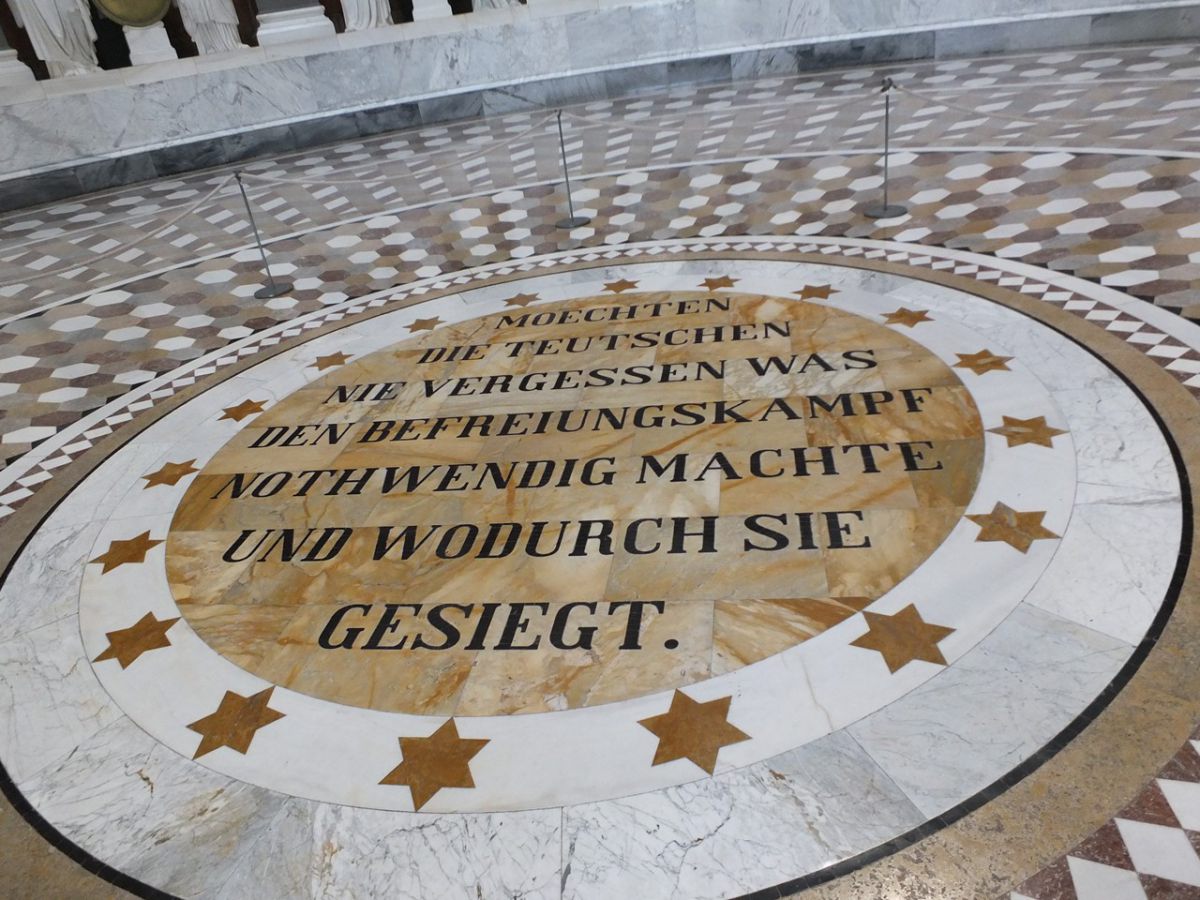 MOECHTEN
DIE TEUTSCHEN
NIE VERGESSEN WAS
DEN BEFREIUNGSKAMPF
NOTHWENDIG MACHTE
UND WODURCH SIE
GESIEGT.